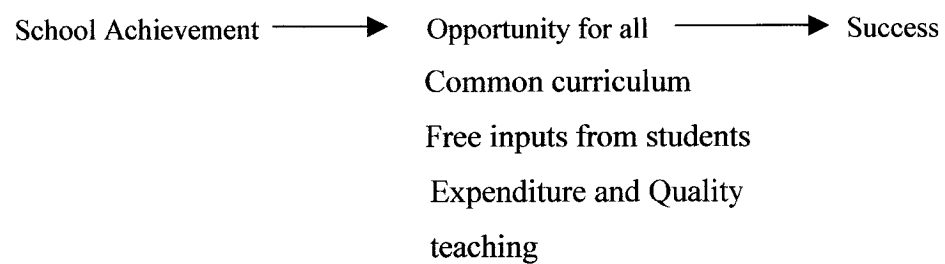 School Achievement → Opportunity for all → Success
Common curriculum
Free inputs from students
Expenditure and Quality
teaching